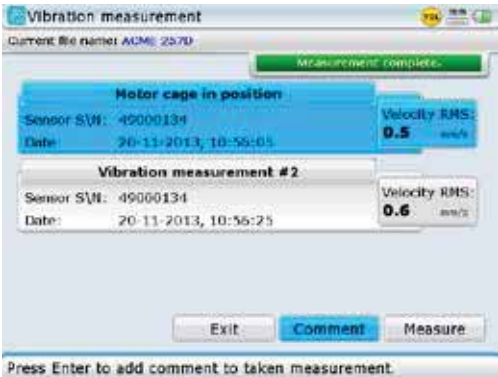 Vibration measurement
Current file name: ACME 257D
Measurement complete.
Motor cage in position
Sensor S\N: 49000134
Velocity RMS:
Date: 20-11-2013, 10:56:05
0.5 mm/s
Vibration measurement #2
Sensor S\N: 49000134
Velocity RMS:
Date: 20-11-2013, 10:56:25
0.6 mm/s
Exit
Comment
Measure
Press Enter to add comment to taken measurement.